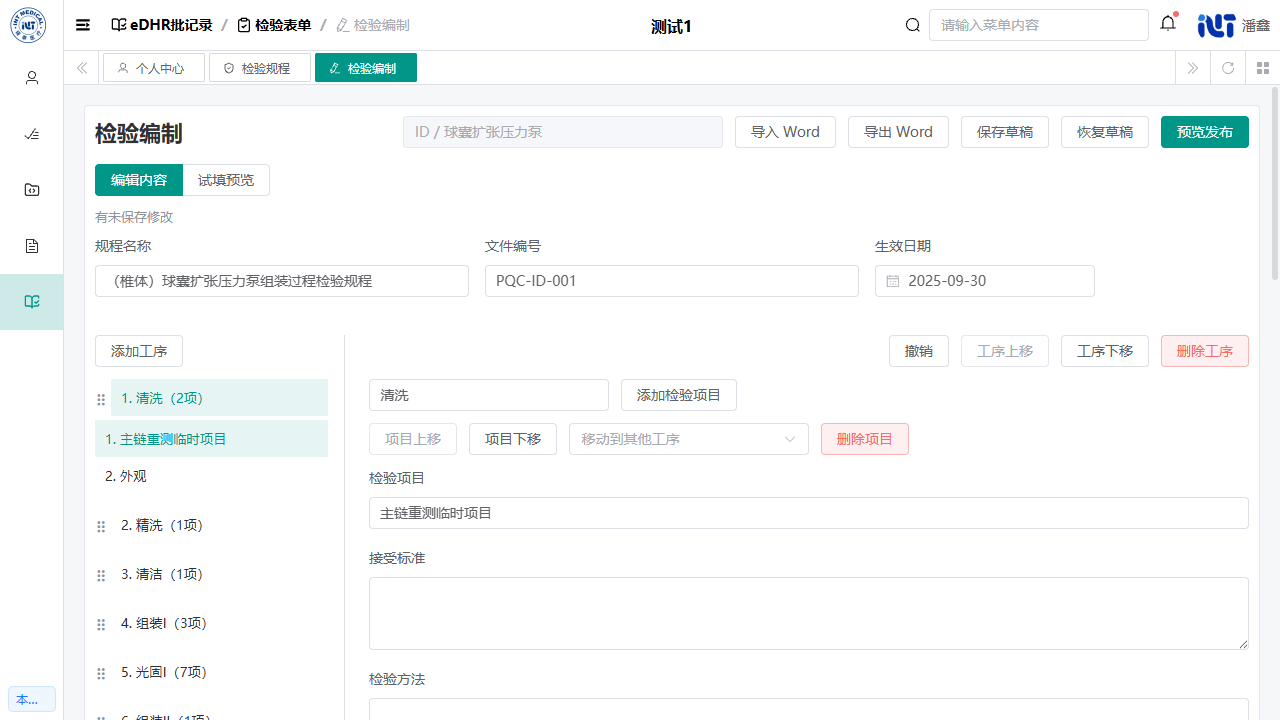 eDHR批记录 / 检验表单 / 检验编制
测试1
请输入菜单内容
潘鑫
个人中心
检验规程
检验编制
检验编制
ID / 球囊扩张压力泵
导入 Word
导出 Word
保存草稿
恢复草稿
预览发布
编辑内容
试填预览
有未保存修改
规程名称
文件编号
生效日期
（椎体）球囊扩张压力泵组装过程检验规程
PQC-ID-001
2025-09-30
添加工序
撤销
工序上移
工序下移
删除工序
1. 清洗（2项）
清洗
添加检验项目
1. 主链重测临时项目
项目上移
项目下移
移动到其他工序
删除项目
2. 外观
检验项目
主链重测临时项目
2. 精洗（1项）
接受标准
3. 清洁（1项）
4. 组装Ⅰ（3项）
5. 光固Ⅰ（7项）
检验方法
6. 组装Ⅱ（1项）
本...